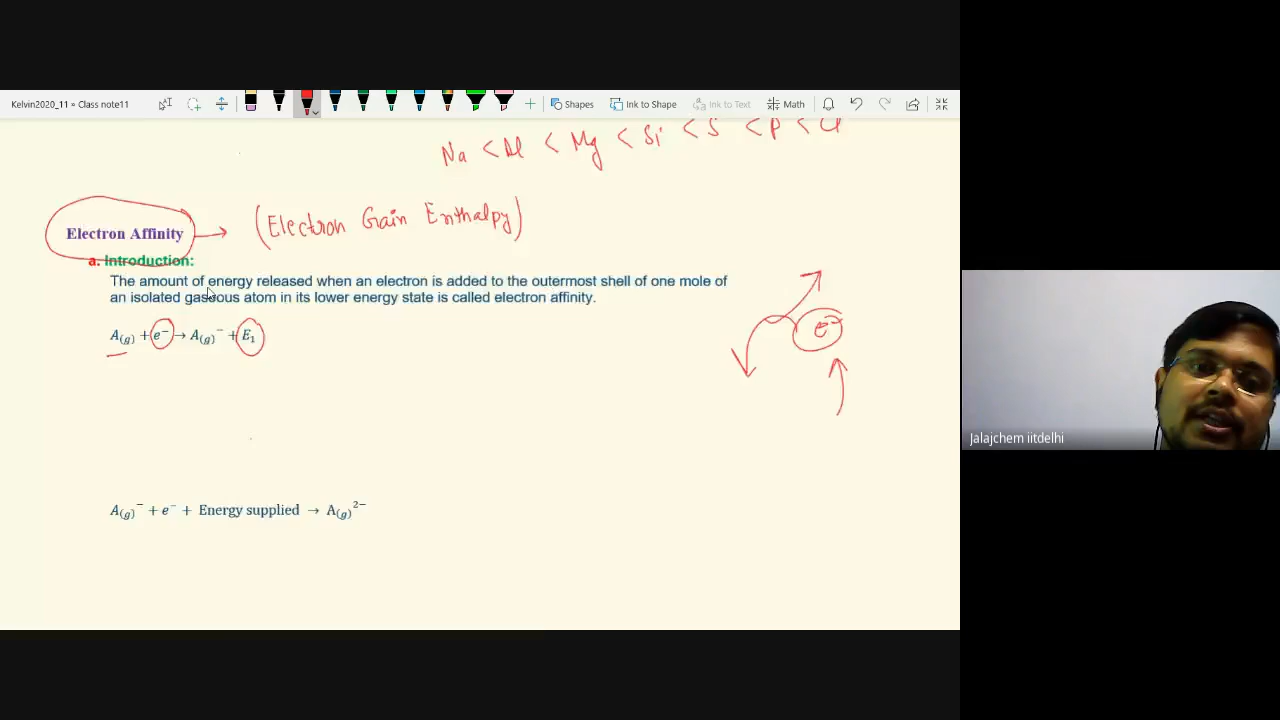 Kelvin2020_11 » Class note11
Shapes
Ink to Shape
Ink to Text
Math
Na < Al < Mg < Si < S < P < Cl
Electron Affinity → (Electron Gain Enthalpy)
a. Introduction:
The amount of energy released when an electron is added to the outermost shell of one mole of
an isolated gaseous atom in its lower energy state is called electron affinity.
A(g) + e⁻ → A(g)⁻ + E₁
e⁻
Jalajchem iitdelhi
A(g)⁻ + e⁻ + Energy supplied → A(g)²⁻